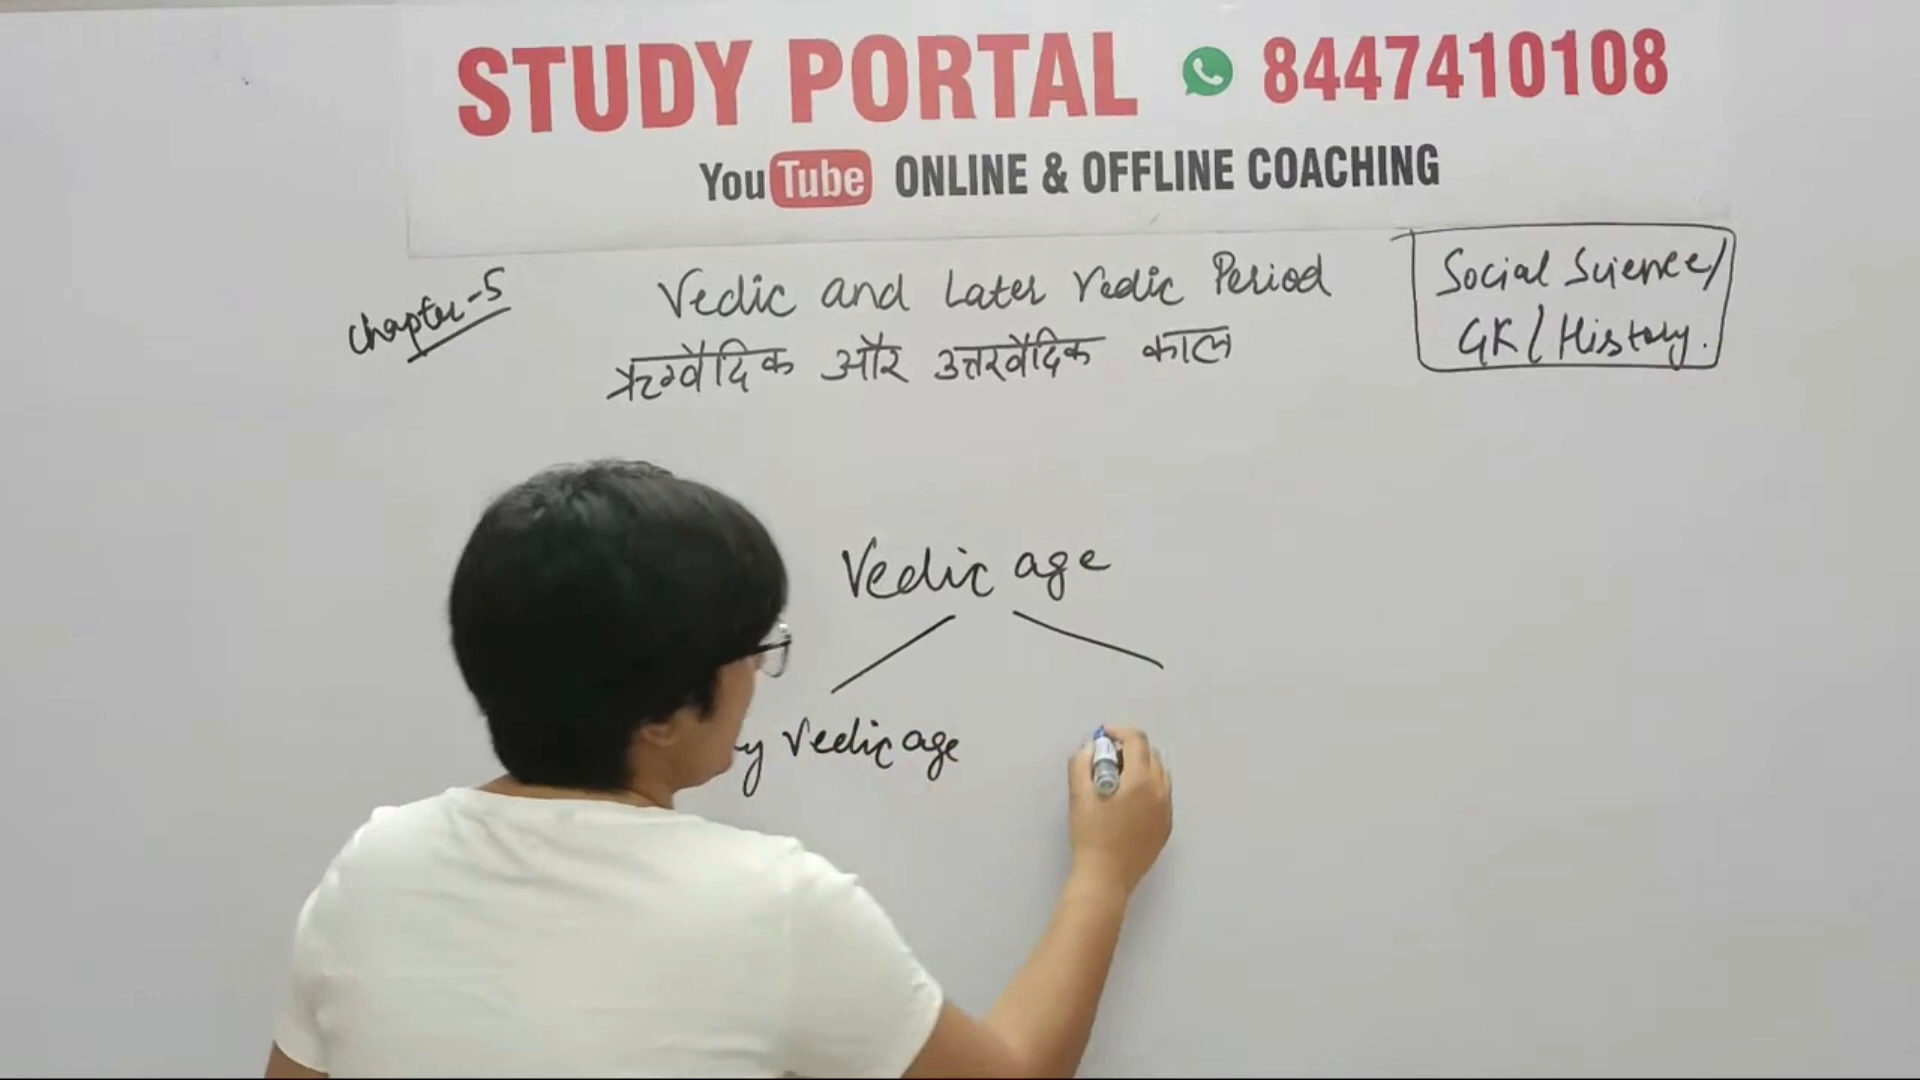 STUDY PORTAL 8447410108
YouTube ONLINE & OFFLINE COACHING
Chapter-5
Vedic and Later Vedic Period
ऋग्वैदिक और उत्तरवैदिक काल
Social Science/
GK/History.
Vedic age
y Vedic age